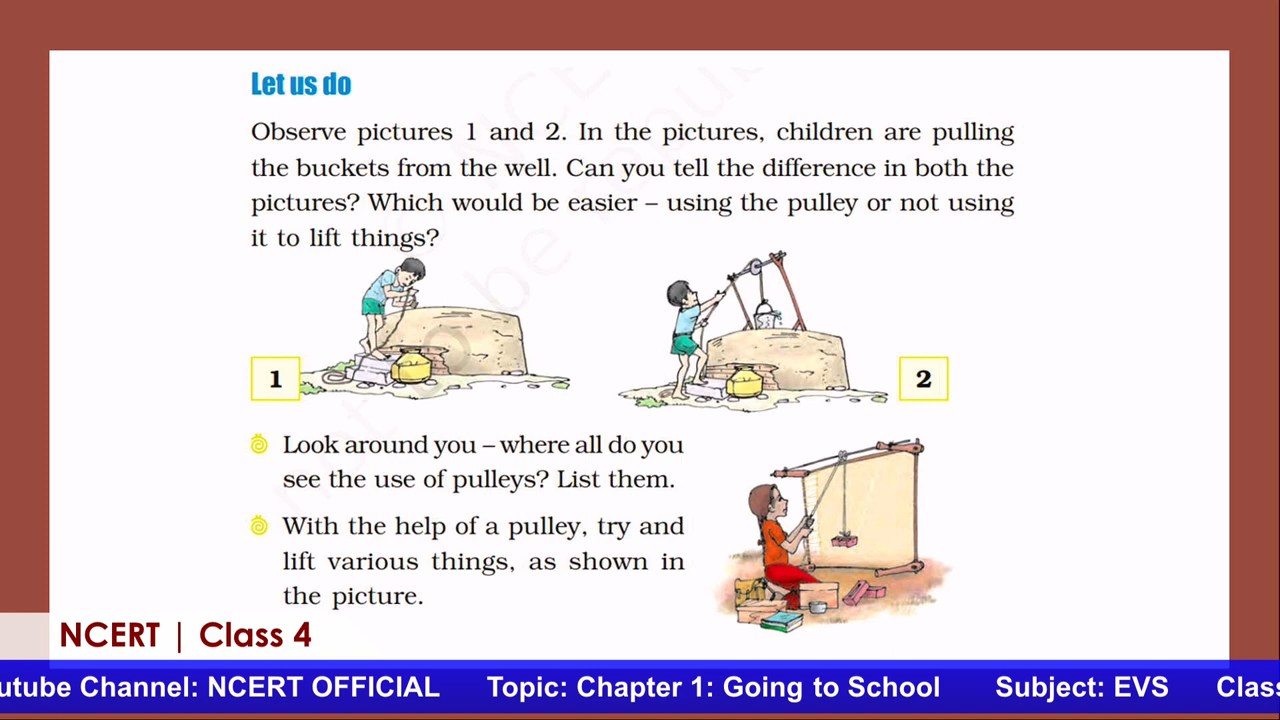 Let us do
Observe pictures 1 and 2. In the pictures, children are pulling
the buckets from the well. Can you tell the difference in both the
pictures? Which would be easier – using the pulley or not using
it to lift things?
1
2
Look around you – where all do you
see the use of pulleys? List them.
With the help of a pulley, try and
lift various things, as shown in
the picture.
NCERT | Class 4
utube Channel: NCERT OFFICIAL Topic: Chapter 1: Going to School Subject: EVS Class